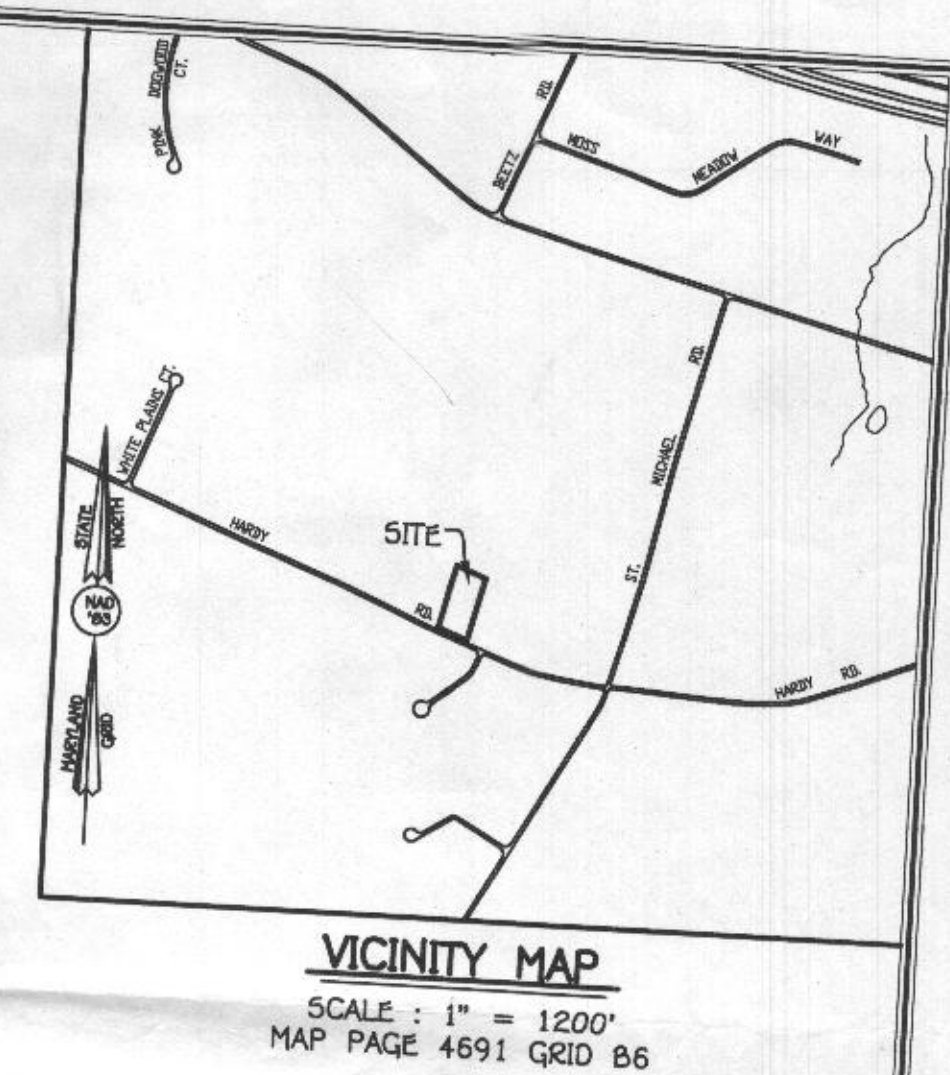 PINK DOGWOOD
CT.
BEETZ RD.
MOSS MEADOW WAY
WHITE PLAINS CT.
ST. MICHAEL RD.
HARDY RD.
SITE
HARDY RD.
STATE
NORTH
NAD
'83
MARYLAND
GRID
VICINITY MAP
SCALE : 1" = 1200'
MAP PAGE 4691 GRID B6